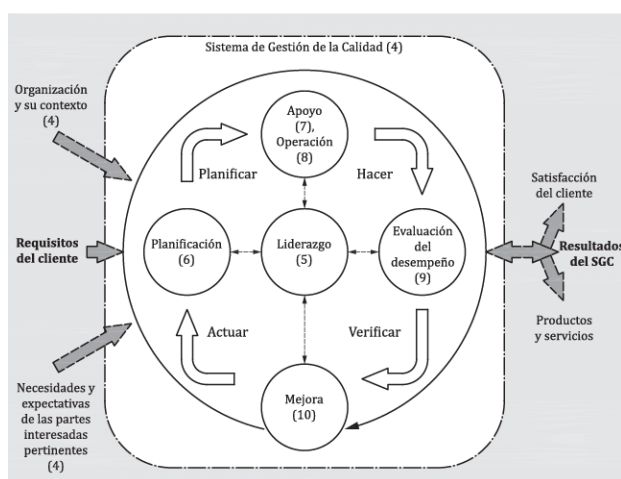 Sistema de Gestión de la Calidad (4)
Organización
y su contexto
(4)
Apoyo
(7),
Operación
(8)
Planificar
Hacer
Satisfacción
del cliente
Requisitos
del cliente
Planificación
(6)
Liderazgo
(5)
Evaluación
del
desempeño
(9)
Resultados
del SGC
Actuar
Verificar
Productos
y servicios
Mejora
(10)
Necesidades y
expectativas
de las partes
interesadas
pertinentes
(4)